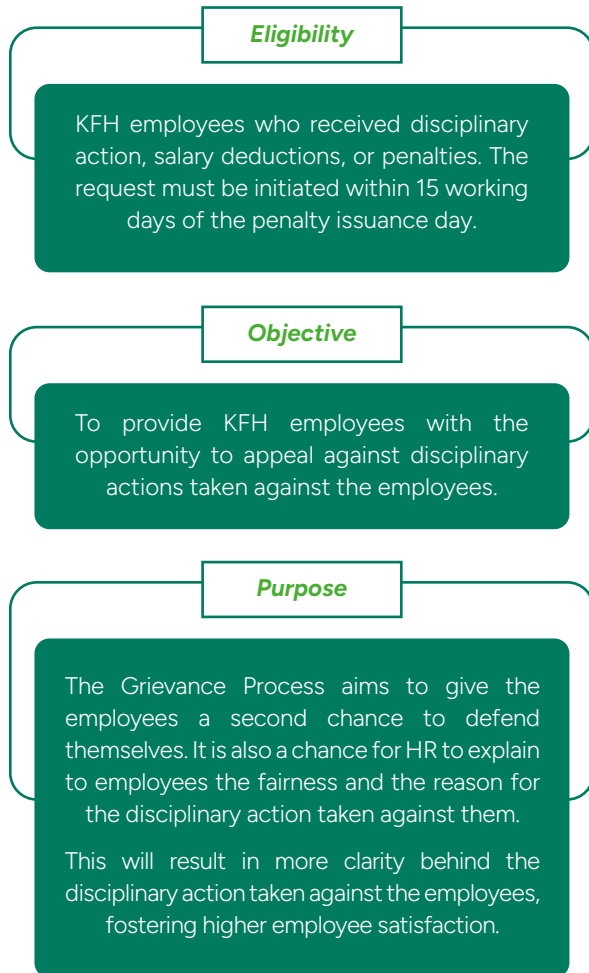 Eligibility
KFH employees who received disciplinary
action, salary deductions, or penalties. The
request must be initiated within 15 working
days of the penalty issuance day.
Objective
To provide KFH employees with the
opportunity to appeal against disciplinary
actions taken against the employees.
Purpose
The Grievance Process aims to give the
employees a second chance to defend
themselves. It is also a chance for HR to explain
to employees the fairness and the reason for
the disciplinary action taken against them.
This will result in more clarity behind the
disciplinary action taken against the employees,
fostering higher employee satisfaction.